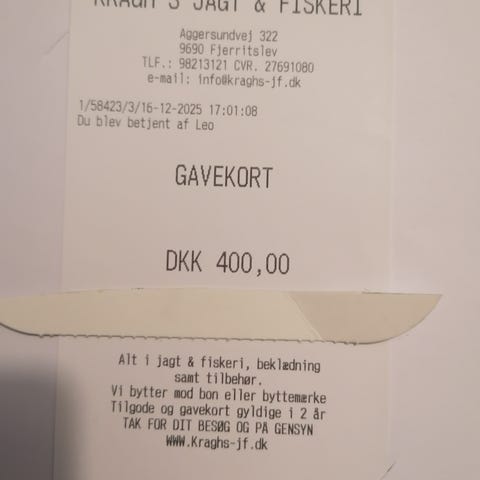 KRAGH'S JAGT & FISKERI
Aggersundvej 322
9690 Fjerritslev
TLF.: 98213121 CVR. 27691080
e-mail: info@kraghs-jf.dk
1/58423/3/16-12-2025 17:01:08
Du blev betjent af Leo
GAVEKORT
DKK 400,00
Alt i jagt & fiskeri, beklædning
samt tilbehør.
Vi bytter mod bon eller byttemærke
Tilgode og gavekort gyldige i 2 år
TAK FOR DIT BESØG OG PÅ GENSYN
WWW.Kraghs-jf.dk